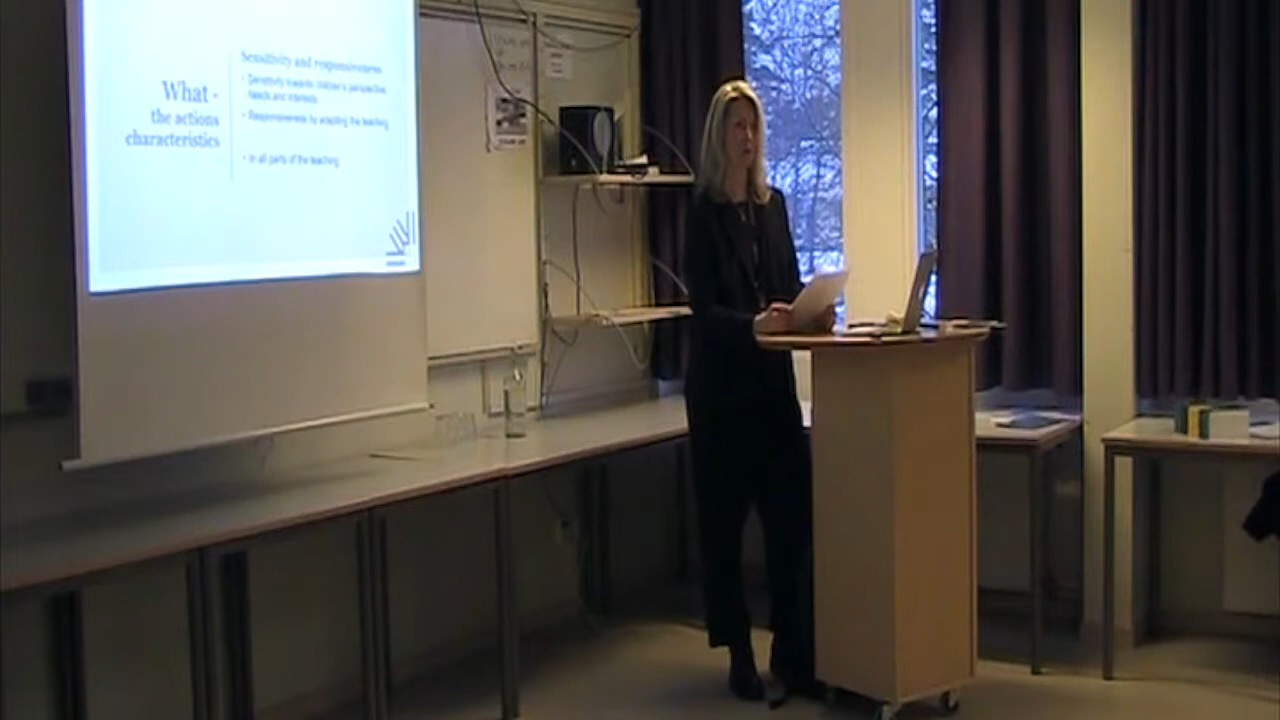 What -
the actions
characteristics
Sensitivity and responsiveness
• Sensitivity towards children's perspective,
needs and interests
• Responsiveness by adapting the teaching
• In all parts of the teaching